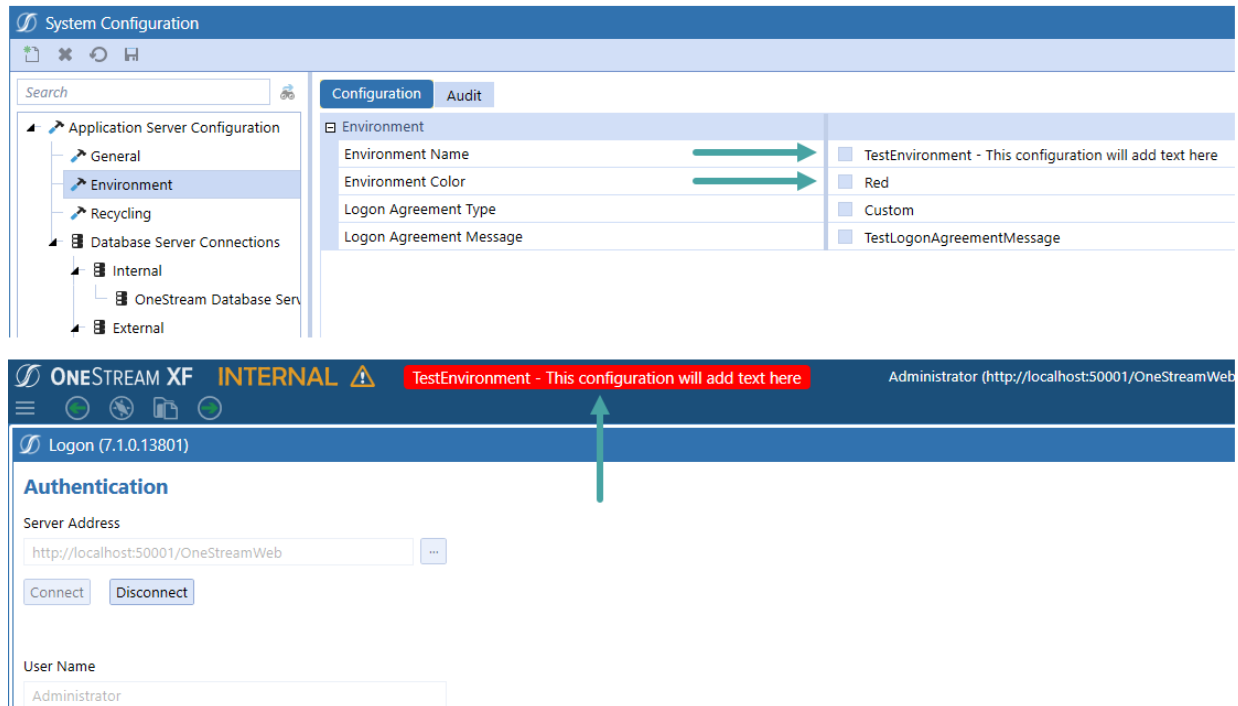 System Configuration
Search
Configuration Audit
Application Server Configuration
General
Environment
Recycling
Database Server Connections
Internal
OneStream Database Serv
External
Environment
Environment Name TestEnvironment - This configuration will add text here
Environment Color Red
Logon Agreement Type Custom
Logon Agreement Message TestLogonAgreementMessage
ONESTREAM XF INTERNAL TestEnvironment - This configuration will add text here Administrator (http://localhost:50001/OneStreamWeb
Logon (7.1.0.13801)
Authentication
Server Address
http://localhost:50001/OneStreamWeb ...
Connect Disconnect
User Name
Administrator